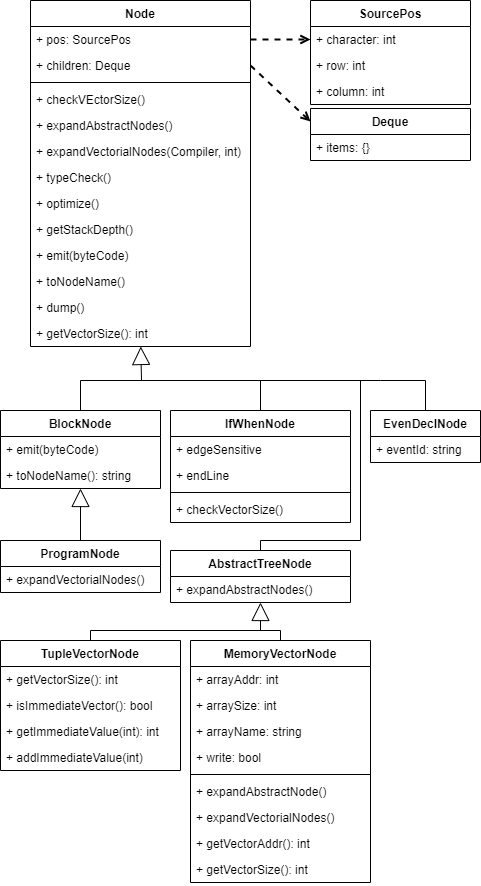 Node
+ pos: SourcePos
+ children: Deque
+ checkVEctorSize()
+ expandAbstractNodes()
+ expandVectorialNodes(Compiler, int)
+ typeCheck()
+ optimize()
+ getStackDepth()
+ emit(byteCode)
+ toNodeName()
+ dump()
+ getVectorSize(): int
SourcePos
+ character: int
+ row: int
+ column: int
Deque
+ items: {}
BlockNode
+ emit(byteCode)
+ toNodeName(): string
IfWhenNode
+ edgeSensitive
+ endLine
+ checkVectorSize()
EvenDeclNode
+ eventId: string
ProgramNode
+ expandVectorialNodes()
AbstractTreeNode
+ expandAbstractNodes()
TupleVectorNode
+ getVectorSize(): int
+ isImmediateVector(): bool
+ getImmediateValue(int): int
+ addImmediateValue(int)
MemoryVectorNode
+ arrayAddr: int
+ arraySize: int
+ arrayName: string
+ write: bool
+ expandAbstractNode()
+ expandVectorialNodes()
+ getVectorAddr(): int
+ getVectorSize(): int